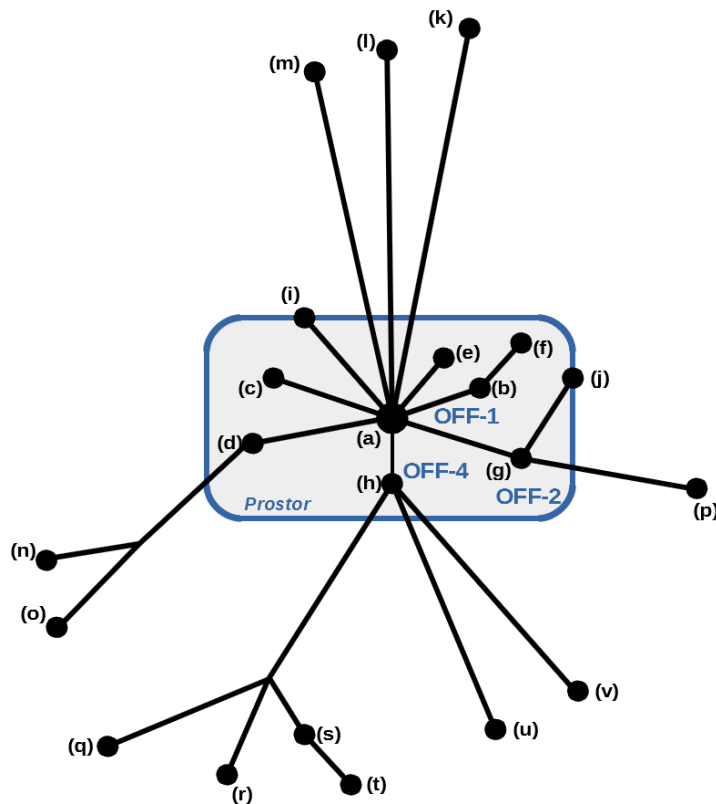 (k)
(l)
(m)
(i)
(e)
(f)
(c)
(b)
(j)
OFF-1
(a)
(d)
(g)
OFF-4
(h)
OFF-2
Prostor
(p)
(n)
(o)
(v)
(u)
(s)
(q)
(t)
(r)